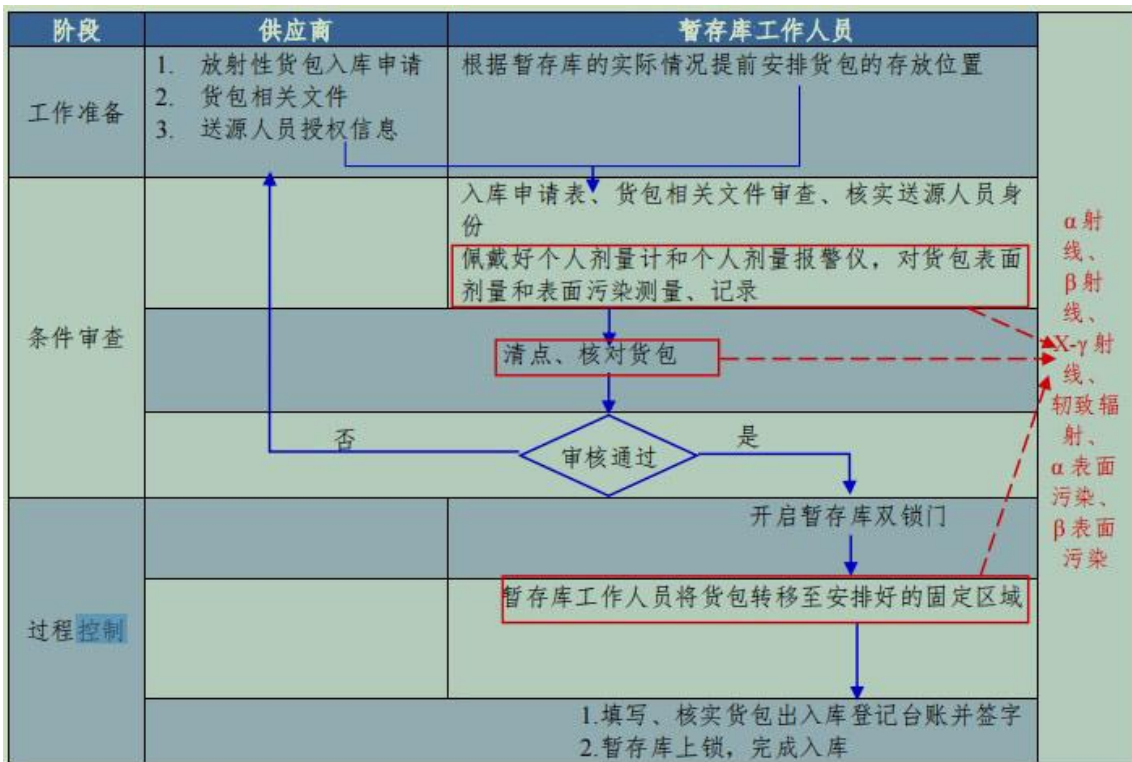 阶段 供应商 暂存库工作人员
工作准备
1. 放射性货包入库申请
2. 货包相关文件
3. 送源人员授权信息
根据暂存库的实际情况提前安排货包的存放位置
条件审查
入库申请表、货包相关文件审查、核实送源人员身
份
佩戴好个人剂量计和个人剂量报警仪，对货包表面
剂量和表面污染测量、记录
清点、核对货包
否
审核通过
是
过程控制
开启暂存库双锁门
暂存库工作人员将货包转移至安排好的固定区域
1.填写、核实货包出入库登记台账并签字
2.暂存库上锁，完成入库
α射
线、
β射
线、
X-γ射
线、
轫致辐
射、
α表面
污染、
β表面
污染